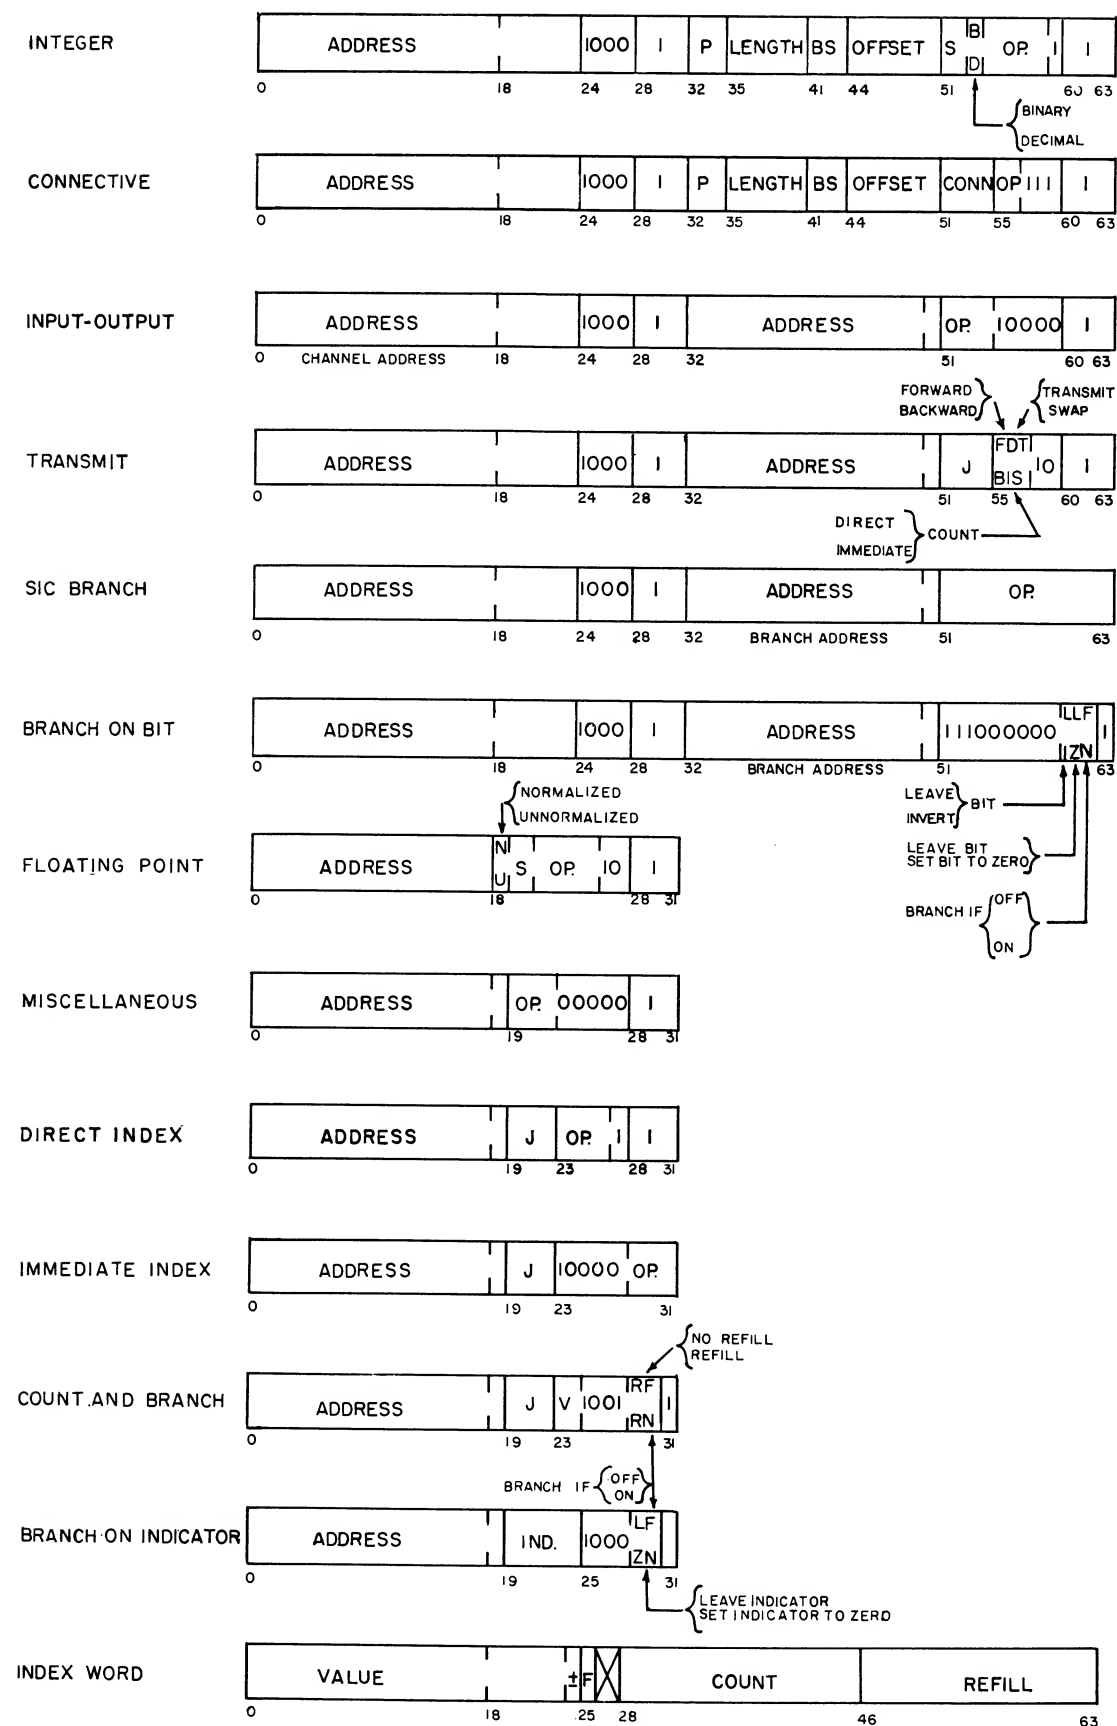 INTEGER
ADDRESS 1000 I P LENGTH BS OFFSET S B D OP. I I
0 18 24 28 32 35 41 44 51 60 63
BINARY
DECIMAL
CONNECTIVE
ADDRESS 1000 I P LENGTH BS OFFSET CONN OP III I
0 18 24 28 32 35 41 44 51 55 60 63
INPUT-OUTPUT
ADDRESS 1000 I ADDRESS OP. 10000 I
0 CHANNEL ADDRESS 18 24 28 32 51 60 63
FORWARD TRANSMIT
BACKWARD SWAP
TRANSMIT
ADDRESS 1000 I ADDRESS J FDT BIS 10 I
0 18 24 28 32 51 55 60 63
DIRECT
IMMEDIATE
COUNT
SIC BRANCH
ADDRESS 1000 I ADDRESS OP.
0 18 24 28 32 BRANCH ADDRESS 51 63
BRANCH ON BIT
ADDRESS 1000 I ADDRESS 111000000 LLF IZN I
0 18 24 28 32 BRANCH ADDRESS 51 63
NORMALIZED
UNNORMALIZED
LEAVE
INVERT
BIT
LEAVE BIT
SET BIT TO ZERO
BRANCH IF OFF
ON
FLOATING POINT
ADDRESS N U S OP. 10 I
0 18 28 31
MISCELLANEOUS
ADDRESS OP. 00000 I
0 19 28 31
DIRECT INDEX
ADDRESS J OP. I I
0 19 23 28 31
IMMEDIATE INDEX
ADDRESS J 10000 OP.
0 19 23 31
NO REFILL
REFILL
COUNT.AND BRANCH
ADDRESS J V 1001 RF RN I
0 19 23 31
BRANCH IF OFF
ON
BRANCH ON INDICATOR
ADDRESS IND. 1000 LF ZN
0 19 25 31
LEAVE INDICATOR
SET INDICATOR TO ZERO
INDEX WORD
VALUE ± F COUNT REFILL
0 18 .25 28 46 63